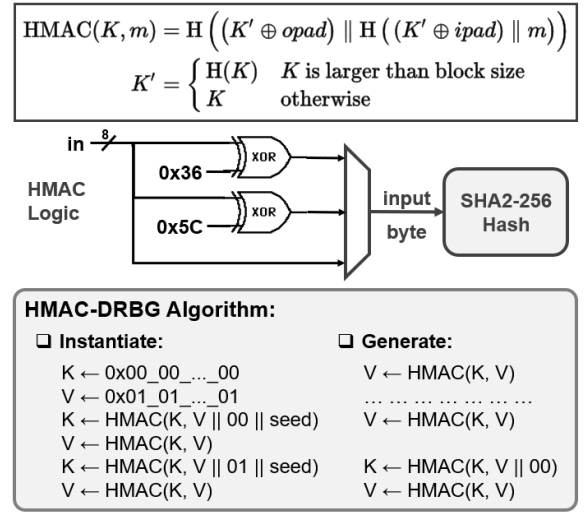 HMAC(K, m) = H ((K′ ⊕ opad) ∥ H ((K′ ⊕ ipad) ∥ m))
K′ = { H(K) K is larger than block size
K otherwise
in 8
XOR
0x36
HMAC
Logic
XOR
0x5C
input
byte
SHA2-256
Hash
HMAC-DRBG Algorithm:
❑ Instantiate:
K ← 0x00_00_..._00
V ← 0x01_01_..._01
K ← HMAC(K, V || 00 || seed)
V ← HMAC(K, V)
K ← HMAC(K, V || 01 || seed)
V ← HMAC(K, V)
❑ Generate:
V ← HMAC(K, V)
... ... ... ... ... ...
V ← HMAC(K, V)
K ← HMAC(K, V || 00)
V ← HMAC(K, V)